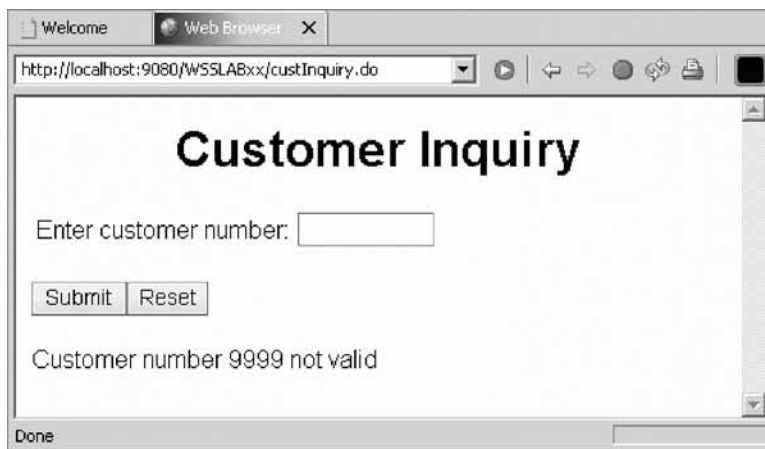 Welcome Web Browser
http://localhost:9080/WSSLABxx/custInquiry.do
Customer Inquiry
Enter customer number:
Submit Reset
Customer number 9999 not valid
Done